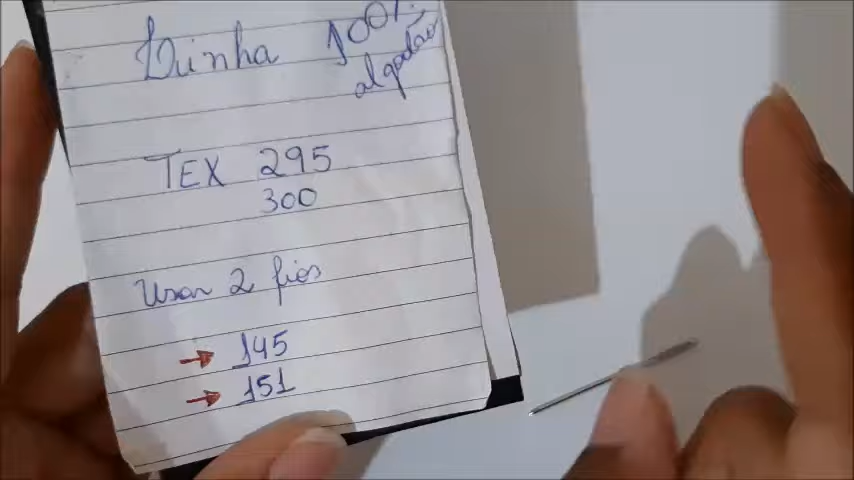 Linha 100%
algodão
TEX 295
300
Usar 2 fios
→ 145
→ 151